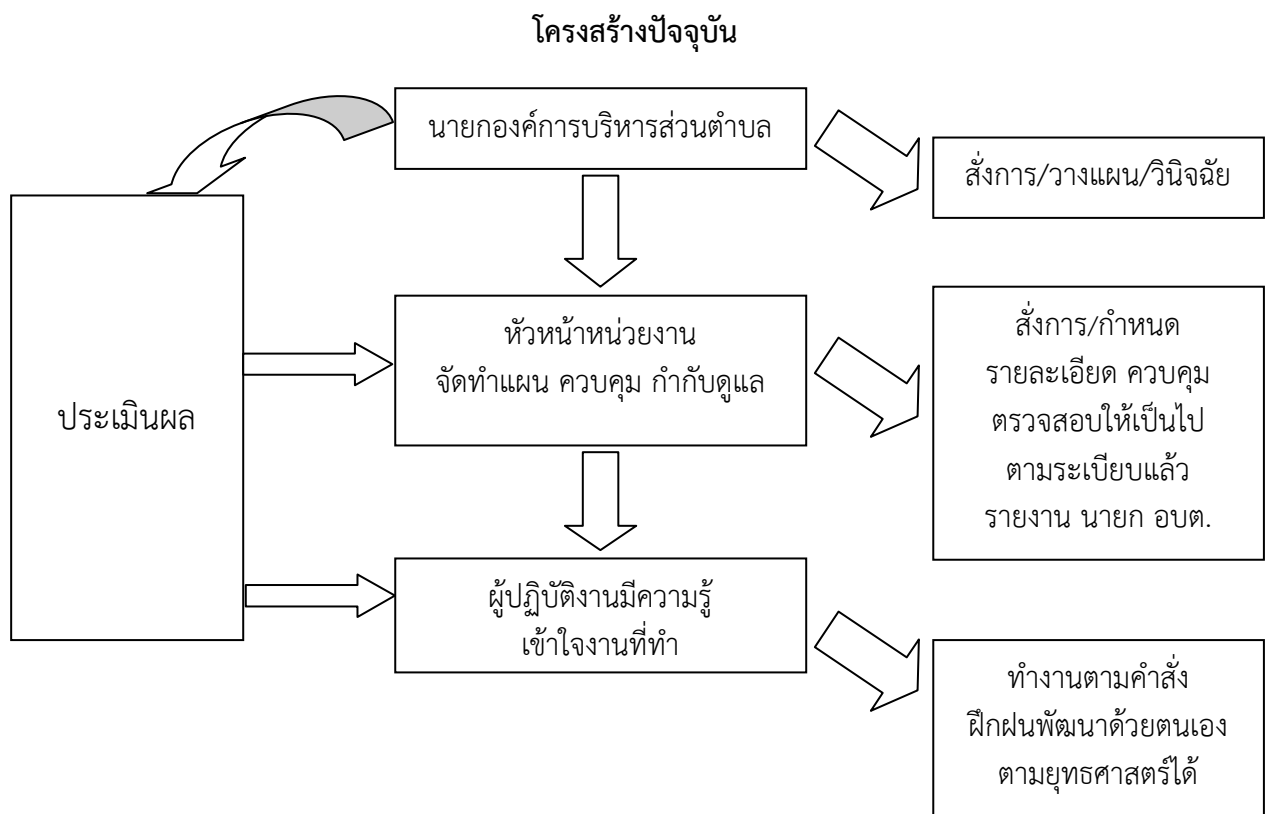 โครงสร้างปัจจุบัน
นายกองค์การบริหารส่วนตำบล
สั่งการ/วางแผน/วินิจฉัย
ประเมินผล
หัวหน้าหน่วยงาน
จัดทำแผน ควบคุม กำกับดูแล
สั่งการ/กำหนด
รายละเอียด ควบคุม
ตรวจสอบให้เป็นไป
ตามระเบียบแล้ว
รายงาน นายก อบต.
ผู้ปฏิบัติงานมีความรู้
เข้าใจงานที่ทำ
ทำงานตามคำสั่ง
ฝึกฝนพัฒนาด้วยตนเอง
ตามยุทธศาสตร์ได้